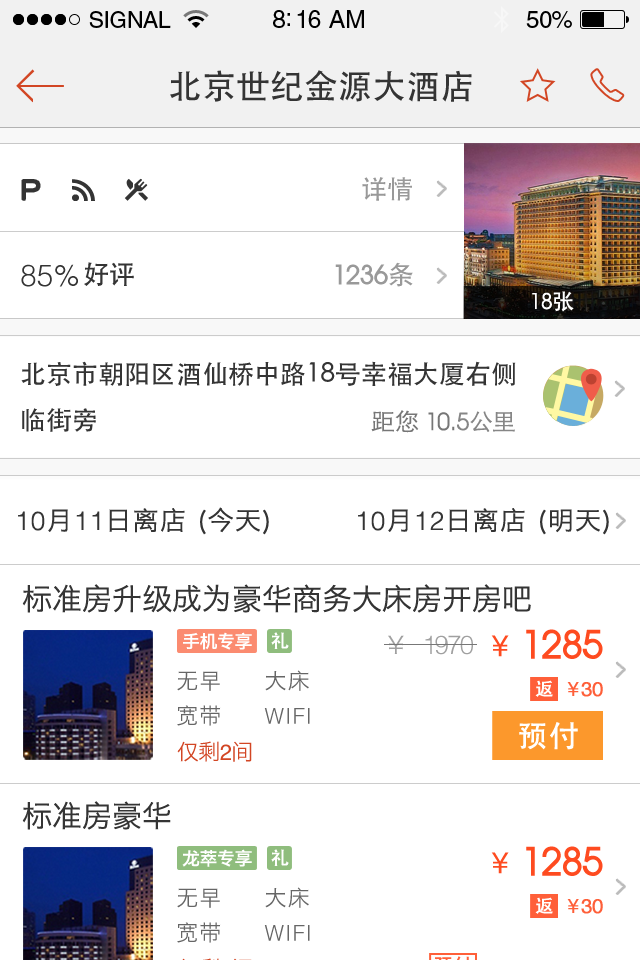 SIGNAL 8:16 AM 50%
北京世纪金源大酒店
P 详情
85%好评 1236条
18张
北京市朝阳区酒仙桥中路18号幸福大厦右侧
临街旁 距您 10.5公里
10月11日离店 (今天) 10月12日离店 (明天)
标准房升级成为豪华商务大床房开房吧
手机专享 礼 ¥ 1970 ¥ 1285
无早 大床 返 ¥30
宽带 WIFI 预付
仅剩2间
标准房豪华
龙萃专享 礼 ¥ 1285
无早 大床 返 ¥30
宽带 WIFI